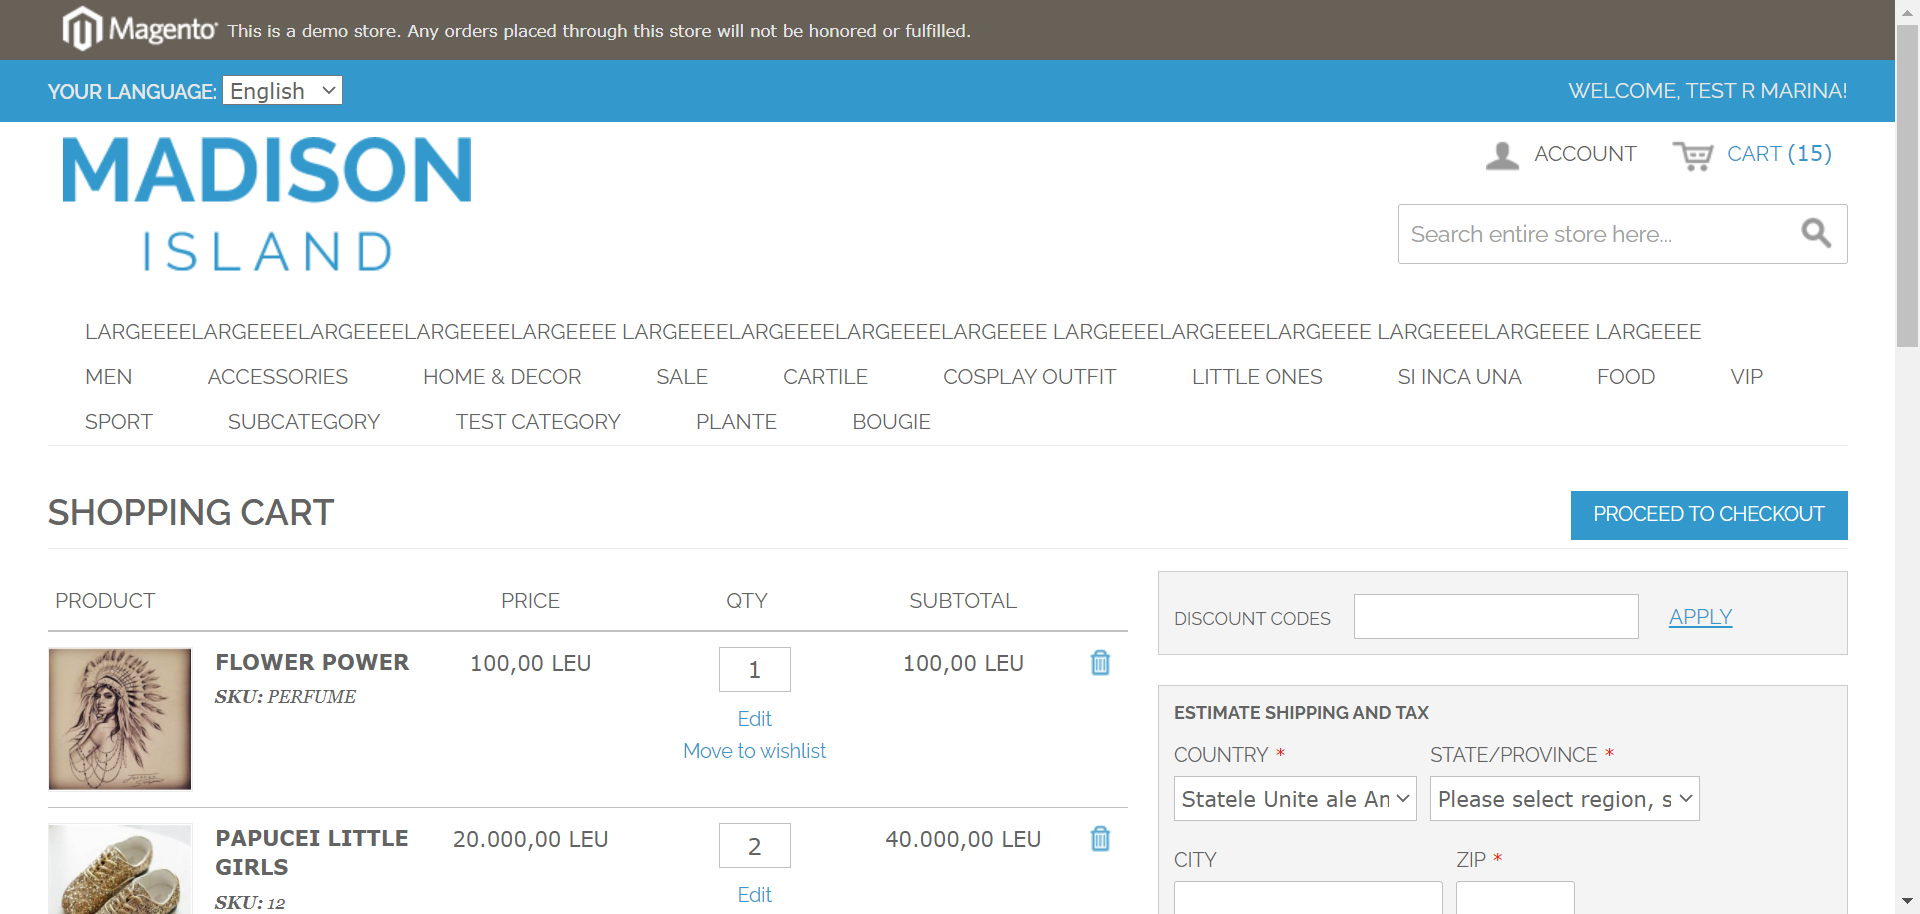 Magento This is a demo store. Any orders placed through this store will not be honored or fulfilled.
YOUR LANGUAGE: English WELCOME, TEST R MARINA!
MADISON
ISLAND
ACCOUNT CART (15)
Search entire store here...
LARGEEEELARGEEEELARGEEEELARGEEEELARGEEEE LARGEEEELARGEEEELARGEEEELARGEEEE LARGEEEELARGEEEELARGEEEE LARGEEEELARGEEEE LARGEEEE
MEN ACCESSORIES HOME & DECOR SALE CARTILE COSPLAY OUTFIT LITTLE ONES SI INCA UNA FOOD VIP
SPORT SUBCATEGORY TEST CATEGORY PLANTE BOUGIE
SHOPPING CART PROCEED TO CHECKOUT
PRODUCT PRICE QTY SUBTOTAL
FLOWER POWER 100,00 LEU 1 100,00 LEU
SKU: PERFUME
Edit
Move to wishlist
PAPUCEI LITTLE GIRLS 20.000,00 LEU 2 40.000,00 LEU
SKU: 12
Edit
DISCOUNT CODES APPLY
ESTIMATE SHIPPING AND TAX
COUNTRY * STATE/PROVINCE *
Statele Unite ale An Please select region, s
CITY ZIP *